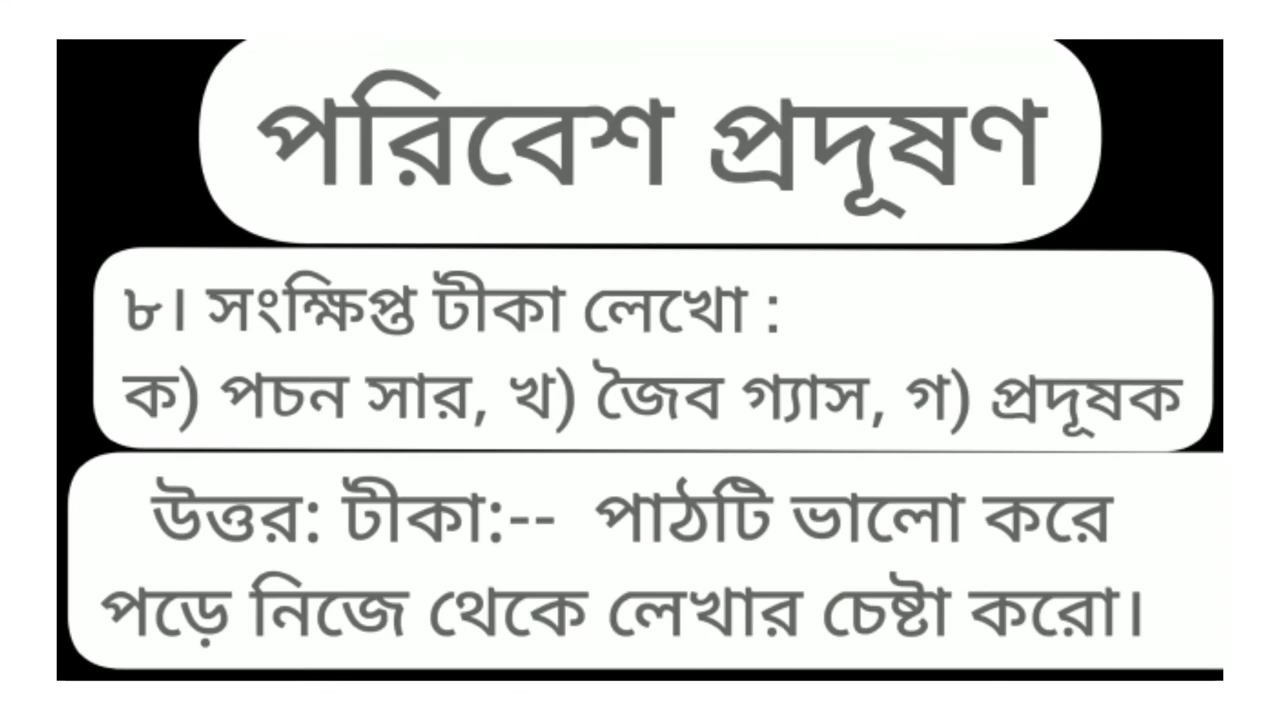 পরিবেশ প্রদূষণ
৮। সংক্ষিপ্ত টীকা লেখো :
ক) পচন সার, খ) জৈব গ্যাস, গ) প্রদূষক
উত্তর: টীকা:-- পাঠটি ভালো করে
পড়ে নিজে থেকে লেখার চেষ্টা করো।